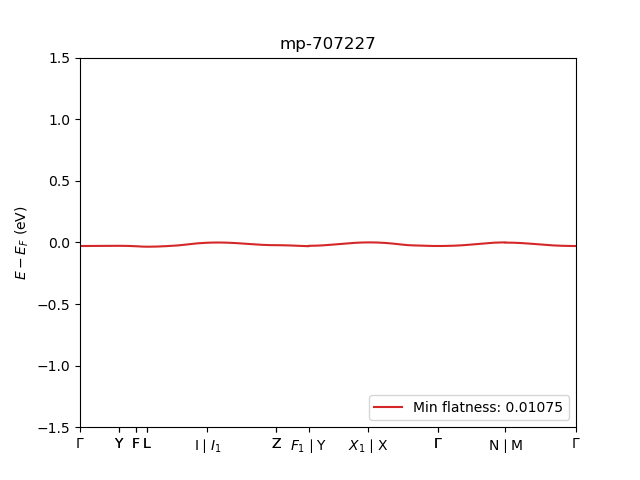 mp-707227
1.5
1.0
0.5
0.0
−0.5
−1.0
−1.5
E − E_F (eV)
Min flatness: 0.01075
Γ Y F L I | I₁ Z F₁ | Y X₁ | X Γ N | M Γ